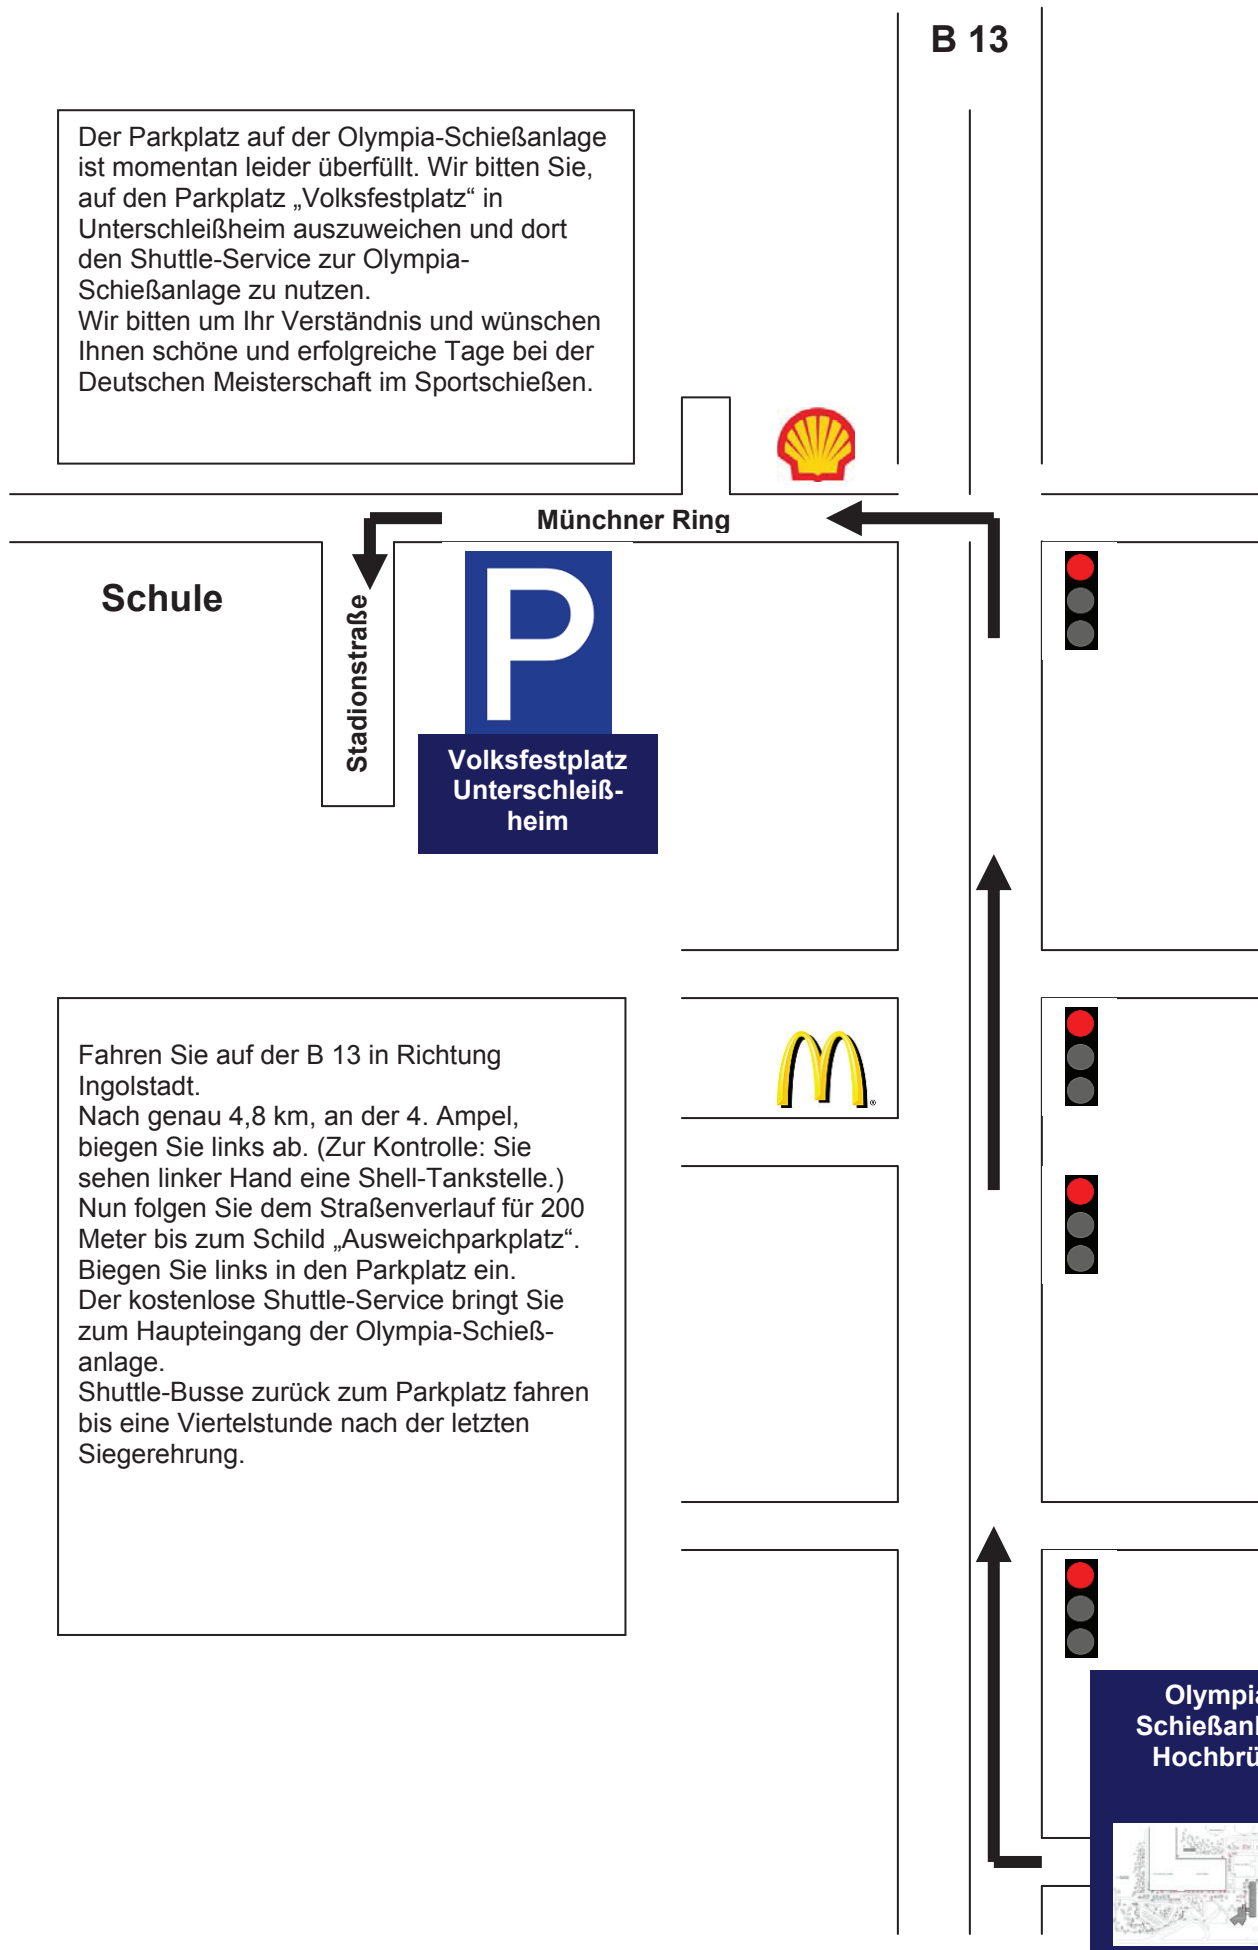 B 13
Der Parkplatz auf der Olympia-Schießanlage
ist momentan leider überfüllt. Wir bitten Sie,
auf den Parkplatz „Volksfestplatz“ in
Unterschleißheim auszuweichen und dort
den Shuttle-Service zur Olympia-
Schießanlage zu nutzen.
Wir bitten um Ihr Verständnis und wünschen
Ihnen schöne und erfolgreiche Tage bei der
Deutschen Meisterschaft im Sportschießen.
Münchner Ring
Schule
Stadionstraße
P
Volksfestplatz
Unterschleiß-
heim
Fahren Sie auf der B 13 in Richtung
Ingolstadt.
Nach genau 4,8 km, an der 4. Ampel,
biegen Sie links ab. (Zur Kontrolle: Sie
sehen linker Hand eine Shell-Tankstelle.)
Nun folgen Sie dem Straßenverlauf für 200
Meter bis zum Schild „Ausweichparkplatz“.
Biegen Sie links in den Parkplatz ein.
Der kostenlose Shuttle-Service bringt Sie
zum Haupteingang der Olympia-Schieß-
anlage.
Shuttle-Busse zurück zum Parkplatz fahren
bis eine Viertelstunde nach der letzten
Siegerehrung.
Olympia
Schießanl
Hochbrü